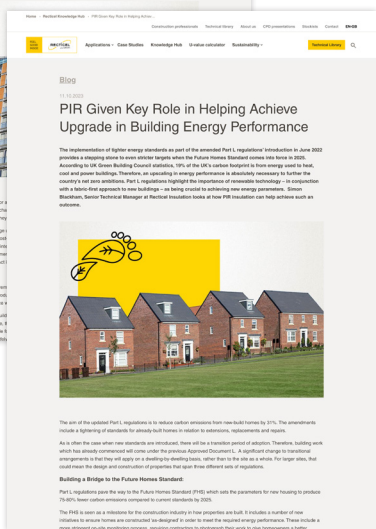 Home › Recticel Knowledge Hub › PIR Given Key Role in Helping Achiev...
Construction professionals Technical library About us CPD presentations Stockists Contact EN-GB
RECTICEL Applications Case Studies Knowledge Hub U-value calculator Sustainability Technical Library
Blog
11.10.2023
PIR Given Key Role in Helping Achieve
Upgrade in Building Energy Performance
The implementation of tighter energy standards as part of the amended Part L regulations' introduction in June 2022
provides a stepping stone to even stricter targets when the Future Homes Standard comes into force in 2025.
According to UK Green Building Council statistics, 19% of the UK's carbon footprint is from energy used to heat,
cool and power buildings. Therefore, an upscaling in energy performance is absolutely necessary to further the
country's net zero ambitions. Part L regulations highlight the importance of renewable technology – in conjunction
with a fabric-first approach to new buildings – as being crucial to achieving new energy parameters. Simon
Blackham, Senior Technical Manager at Recticel Insulation looks at how PIR insulation can help achieve such an
outcome.
The aim of the updated Part L regulations is to reduce carbon emissions from new-build homes by 31%. The amendments
include a tightening of standards for already-built homes in relation to extensions, replacements and repairs.
As is often the case when new standards are introduced, there will be a transition period of adoption. Therefore, building work
which has already commenced will come under the previous Approved Document L. A significant change to transitional
arrangements is that they will apply on a dwelling-by-dwelling basis, rather than to the site as a whole. For larger sites, that
could mean the design and construction of properties that span three different sets of regulations.
Building a Bridge to the Future Homes Standard:
Part L regulations pave the way to the Future Homes Standard (FHS) which sets the parameters for new housing to produce
75-80% fewer carbon emissions compared to current standards by 2025.
The FHS is seen as a milestone for the construction industry in how properties are built. It includes a number of new
initiatives to ensure homes are constructed 'as-designed' in order to meet the required energy performance. These include a
more stringent on-site monitoring process, requiring contractors to photograph their work to give homeowners a better